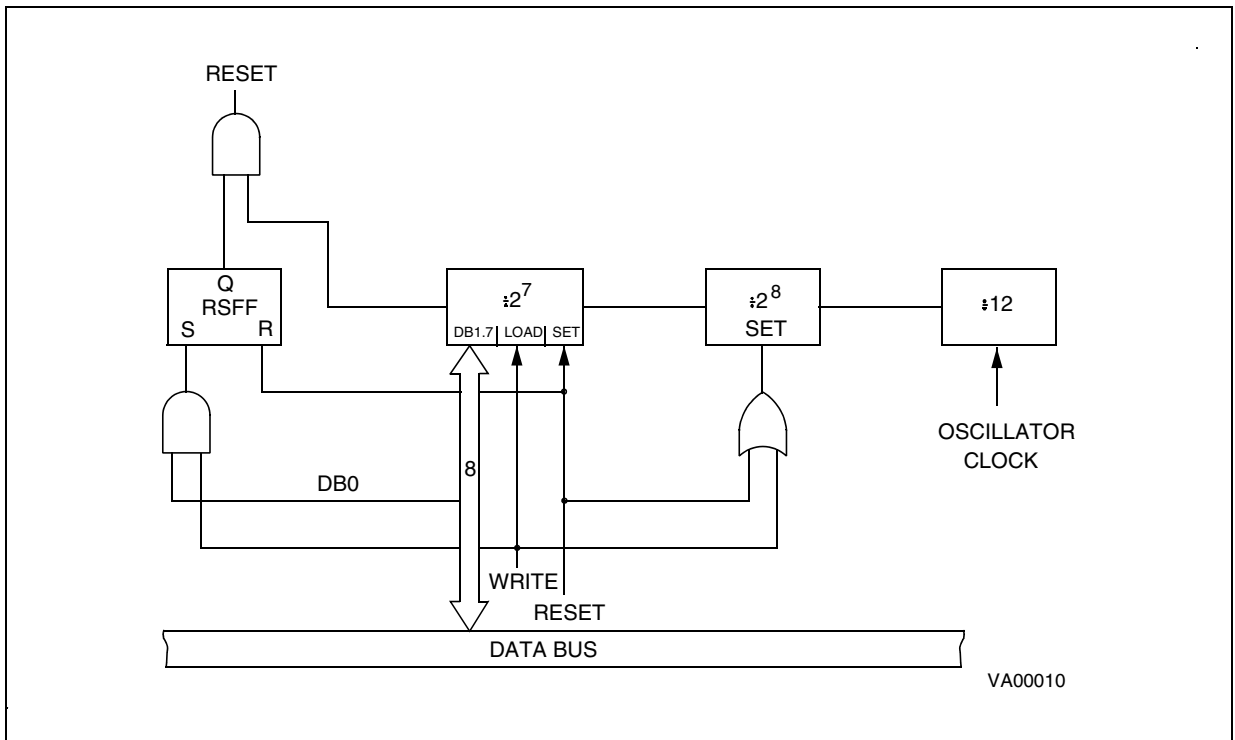 RESET
Q
RSFF
S R
÷2⁷
DB1.7 LOAD SET
÷2⁸
SET
÷12
OSCILLATOR
CLOCK
8
DB0
WRITE
RESET
DATA BUS
VA00010